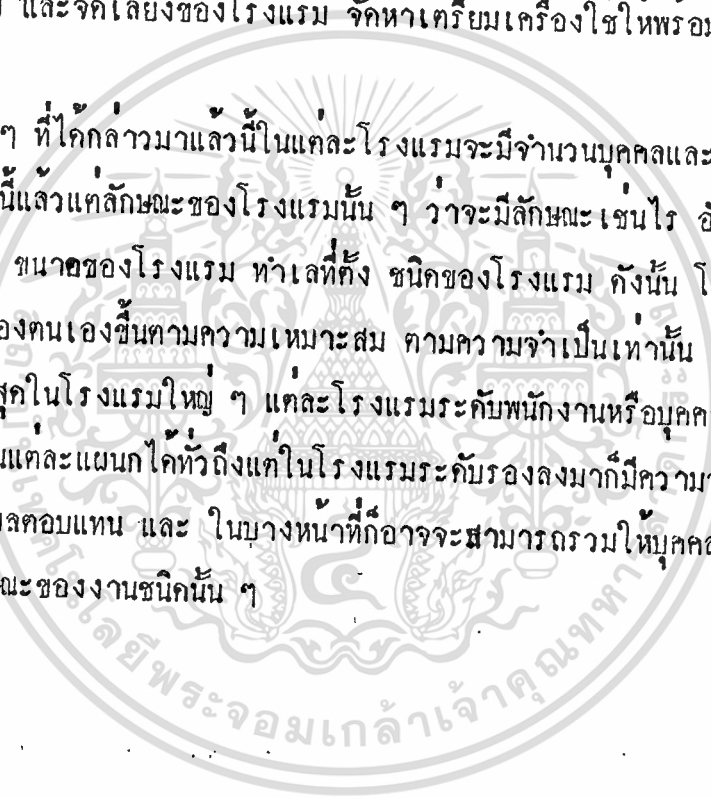 และจัดเลี้ยงของโรงแรม จัดหาเตรียมเครื่องใช้ให้พร้อม
ๆ ที่ได้กล่าวมาแล้วนี้ในแต่ละโรงแรมจะมีจำนวนบุคคลและ
นี้แล้วแต่ลักษณะของโรงแรมนั้น ๆ ว่าจะมีลักษณะเช่นไร
ขนาดของโรงแรม ทำเลที่ตั้ง ชนิดของโรงแรม ดังนั้น
องตนเองขึ้นตามความเหมาะสม ตามความจำเป็นเท่านั้น
สุดในโรงแรมใหญ่ ๆ แต่ละโรงแรมระดับพนักงานหรือบุคค
นแต่ละแผนกได้ทั่วถึงแต่ในโรงแรมระดับรองลงมาก็มีความ
ลตอบแทน และ ในบางหน้าที่ก็อาจจะสามารถรวมให้บุคคล
ณะของงานชนิดนั้น ๆ
โลยีพระจอมเกล้าเจ้าคุณทหาร